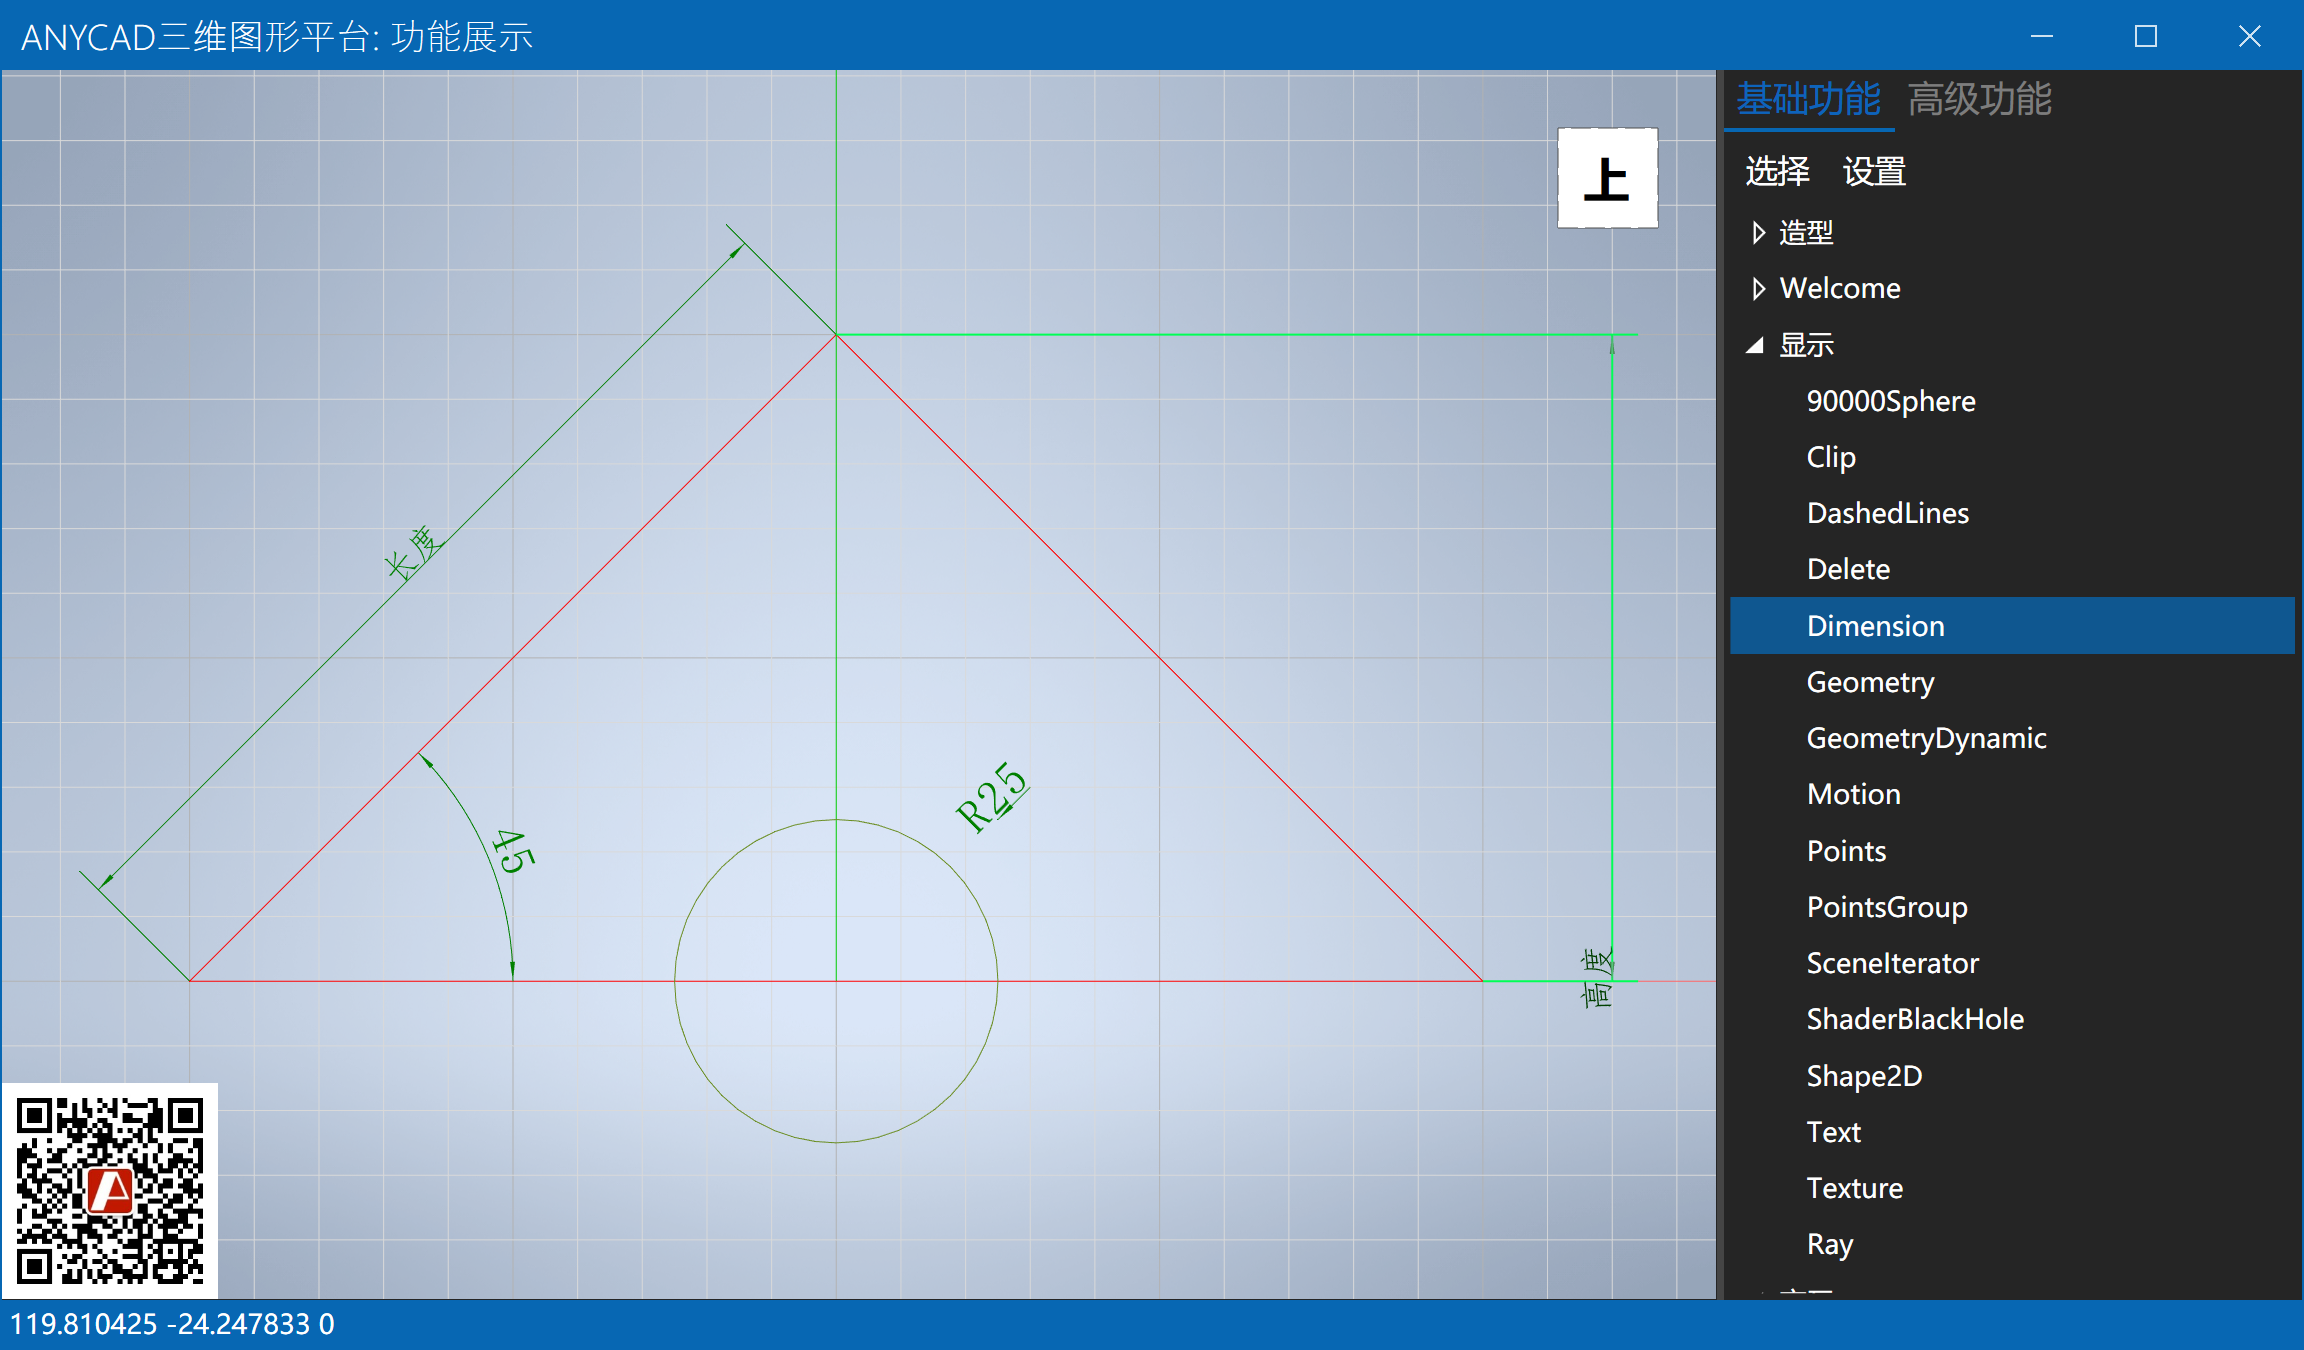 ANYCAD三维图形平台: 功能展示
基础功能 高级功能
上
选择 设置
造型
Welcome
显示
90000Sphere
Clip
DashedLines
Delete
Dimension
Geometry
GeometryDynamic
Motion
Points
PointsGroup
SceneIterator
ShaderBlackHole
Shape2D
Text
Texture
Ray
长度
45
R25
高度
119.810425 -24.247833 0